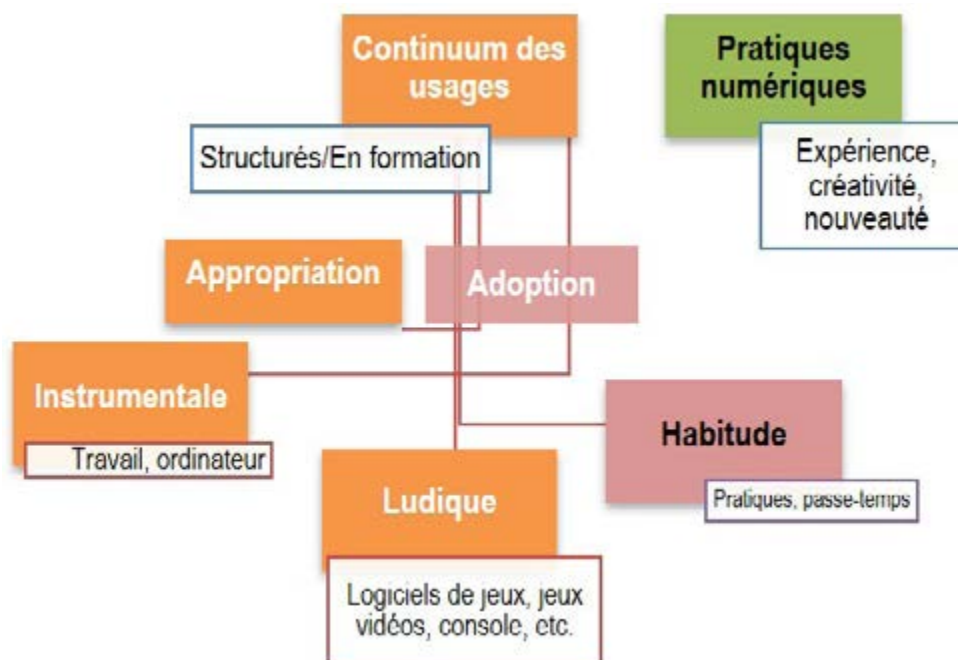 Continuum des
usages
Structurés/En formation
Pratiques
numériques
Expérience,
créativité,
nouveauté
Appropriation
Adoption
Instrumentale
Travail, ordinateur
Habitude
Pratiques, passe-temps
Ludique
Logiciels de jeux, jeux
vidéos, console, etc.